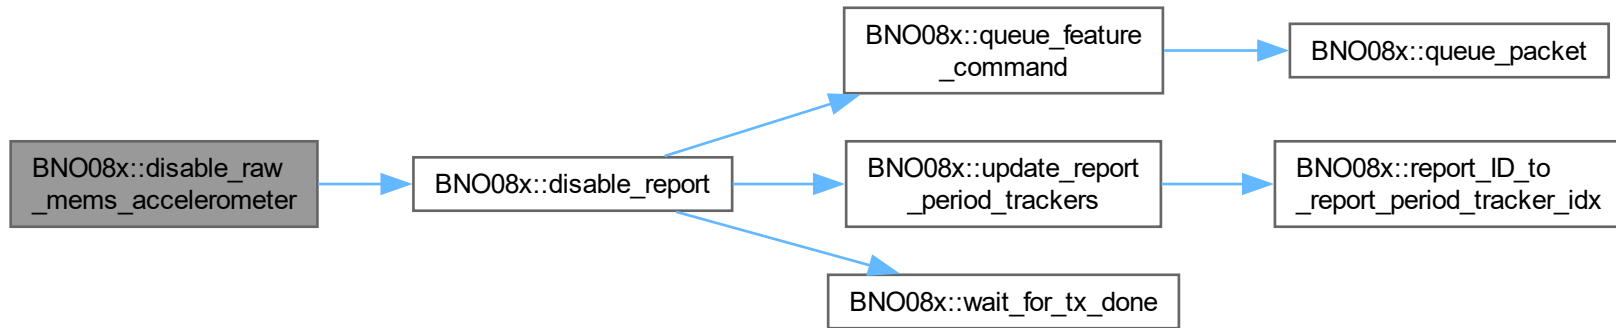 BNO08x::disable_raw
_mems_accelerometer
BNO08x::disable_report
BNO08x::queue_feature
_command
BNO08x::queue_packet
BNO08x::update_report
_period_trackers
BNO08x::report_ID_to
_report_period_tracker_idx
BNO08x::wait_for_tx_done